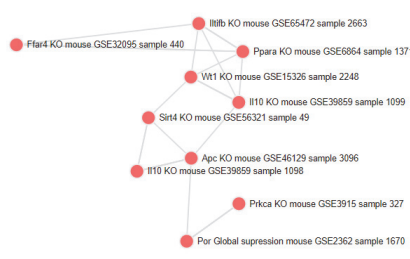 Iltifb KO mouse GSE65472 sample 2663
Ffar4 KO mouse GSE32095 sample 440
Ppara KO mouse GSE6864 sample 137
Wt1 KO mouse GSE15326 sample 2248
Il10 KO mouse GSE39859 sample 1099
Sirt4 KO mouse GSE56321 sample 49
Apc KO mouse GSE46129 sample 3096
Il10 KO mouse GSE39859 sample 1098
Prkca KO mouse GSE3915 sample 327
Por Global supression mouse GSE2362 sample 1670